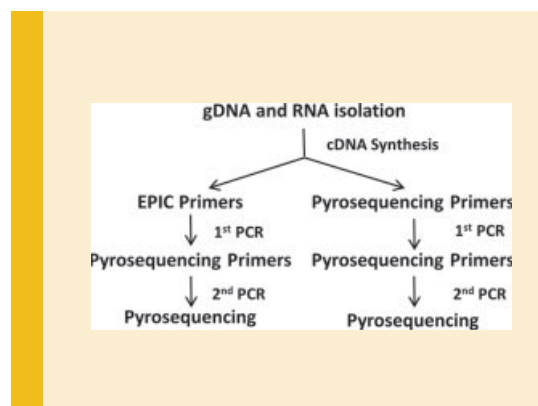 gDNA and RNA isolation
cDNA Synthesis
EPIC Primers Pyrosequencing Primers
1st PCR 1st PCR
Pyrosequencing Primers Pyrosequencing Primers
2nd PCR 2nd PCR
Pyrosequencing Pyrosequencing